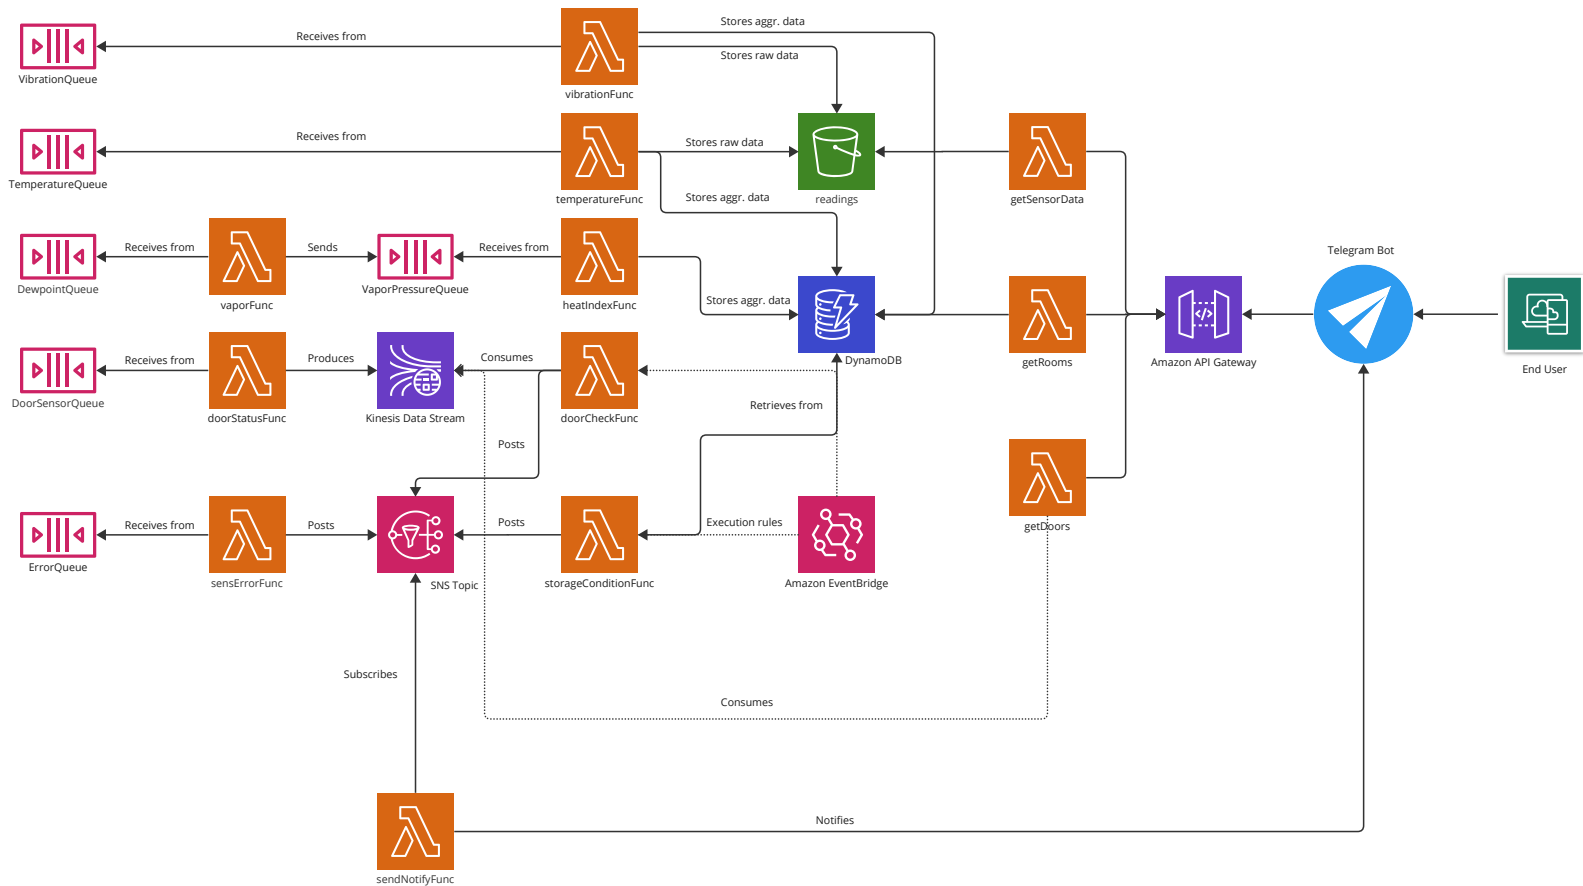 Stores aggr. data
Receives from
Stores raw data
VibrationQueue
vibrationFunc
Receives from
Stores raw data
TemperatureQueue
temperatureFunc
Stores aggr. data
readings
getSensorData
Receives from
Sends
Receives from
Telegram Bot
DewpointQueue
vaporFunc
VaporPressureQueue
heatIndexFunc
Stores aggr. data
Receives from
Produces
Consumes
DynamoDB
getRooms
Amazon API Gateway
End User
DoorSensorQueue
doorStatusFunc
Kinesis Data Stream
doorCheckFunc
Retrieves from
Posts
Receives from
Posts
Posts
Execution rules
getDoors
ErrorQueue
sensErrorFunc
SNS Topic
storageConditionFunc
Amazon EventBridge
Subscribes
Consumes
Notifies
sendNotifyFunc